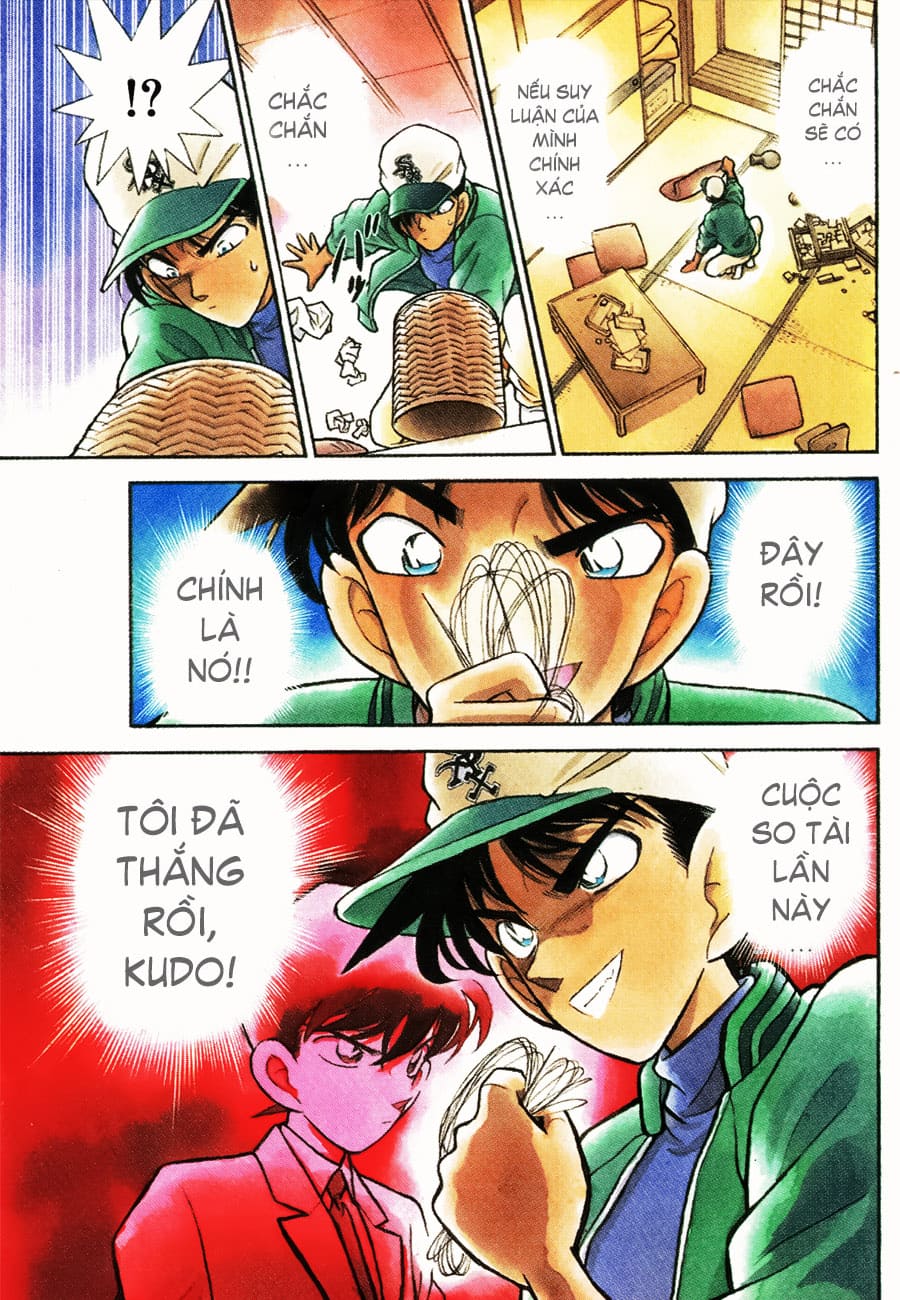 CHẮC
CHẮN
SẼ CÓ
...
NẾU SUY
LUẬN CỦA
MÌNH
CHÍNH
XÁC
...
CHẮC
CHẮN
...
!?
ĐÂY
RỒI!
CHÍNH
LÀ
NÓ!!
CUỘC
SO TÀI
LẦN
NÀY
...
TÔI ĐÃ
THẮNG
RỒI,
KUDO!